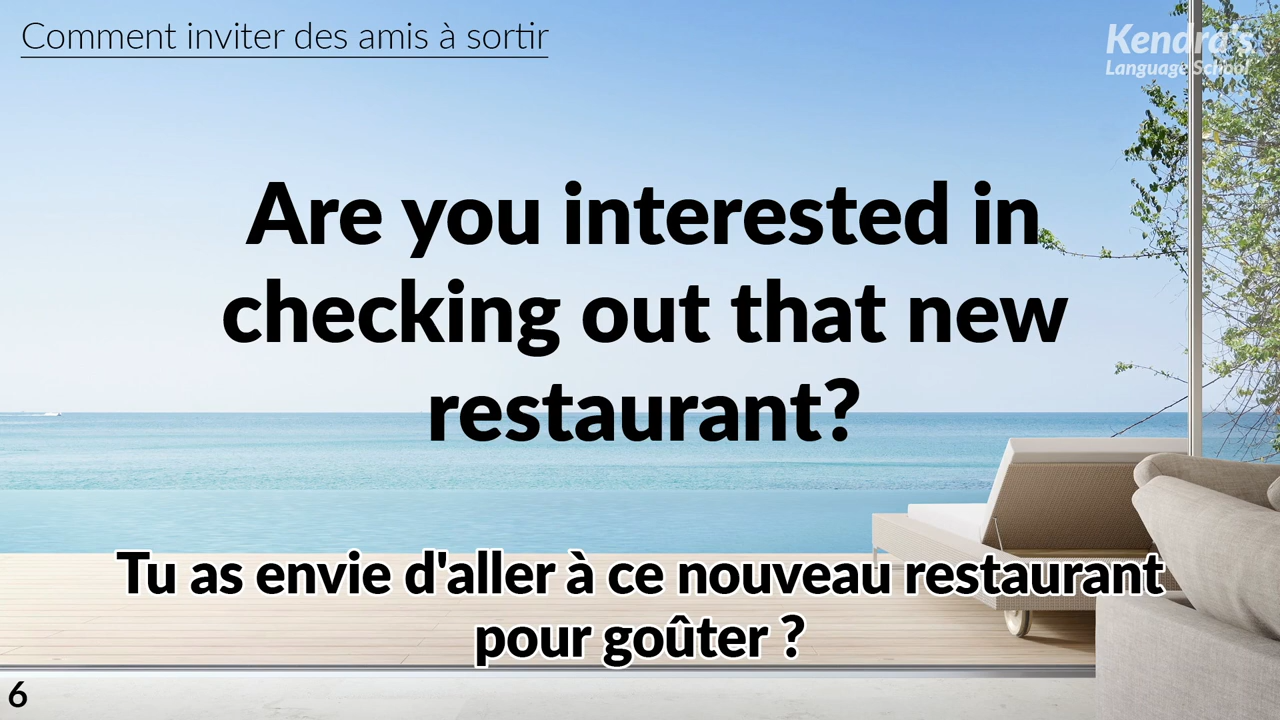 Comment inviter des amis à sortir
Kendra's
Language School
Are you interested in
checking out that new
restaurant?
Tu as envie d'aller à ce nouveau restaurant
pour goûter ?
6